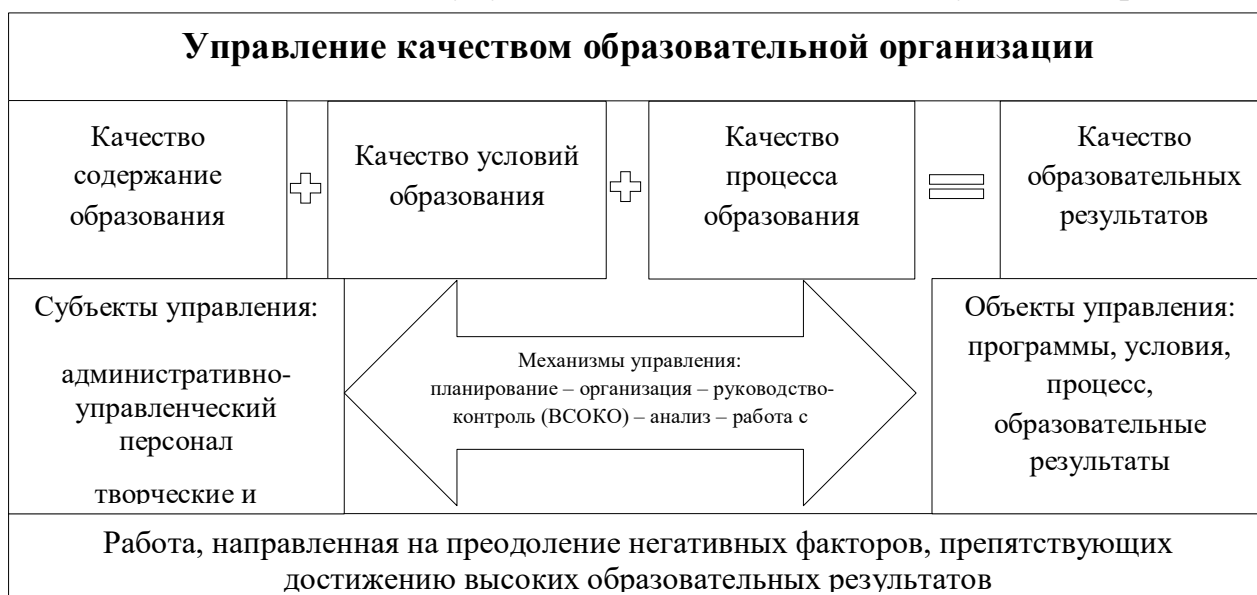 Управление качеством образовательной организации
Качество
содержание
образования
Качество условий
образования
Качество
процесса
образования
Качество
образовательных
результатов
Субъекты управления:
административно-
управленческий
персонал
творческие и
Механизмы управления:
планирование – организация – руководство-
контроль (ВСОКО) – анализ – работа с
Объекты управления:
программы, условия,
процесс,
образовательные
результаты
Работа, направленная на преодоление негативных факторов, препятствующих
достижению высоких образовательных результатов